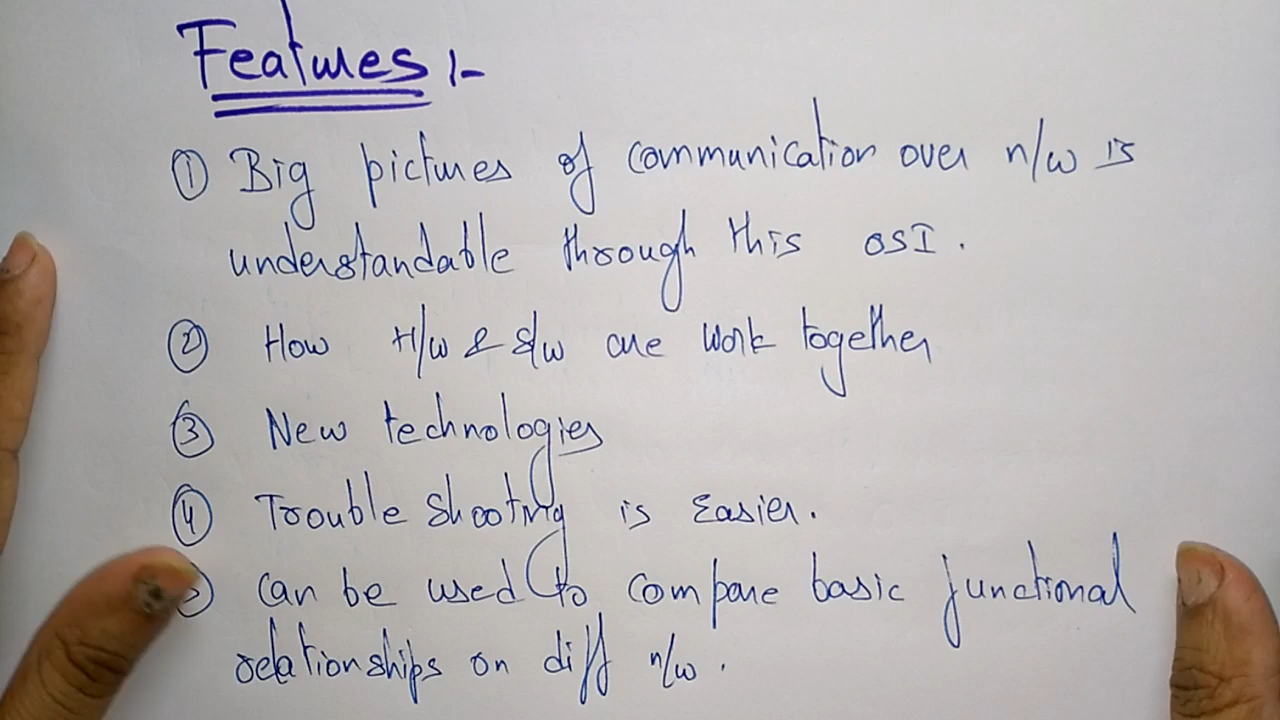 Features :-
① Big pictures of communication over n/w is
understandable through this OSI.
② How H/w & S/w are work together
③ New technologies
④ Trouble shooting is Easier.
can be used to compare basic functional
relationships on diff n/w.